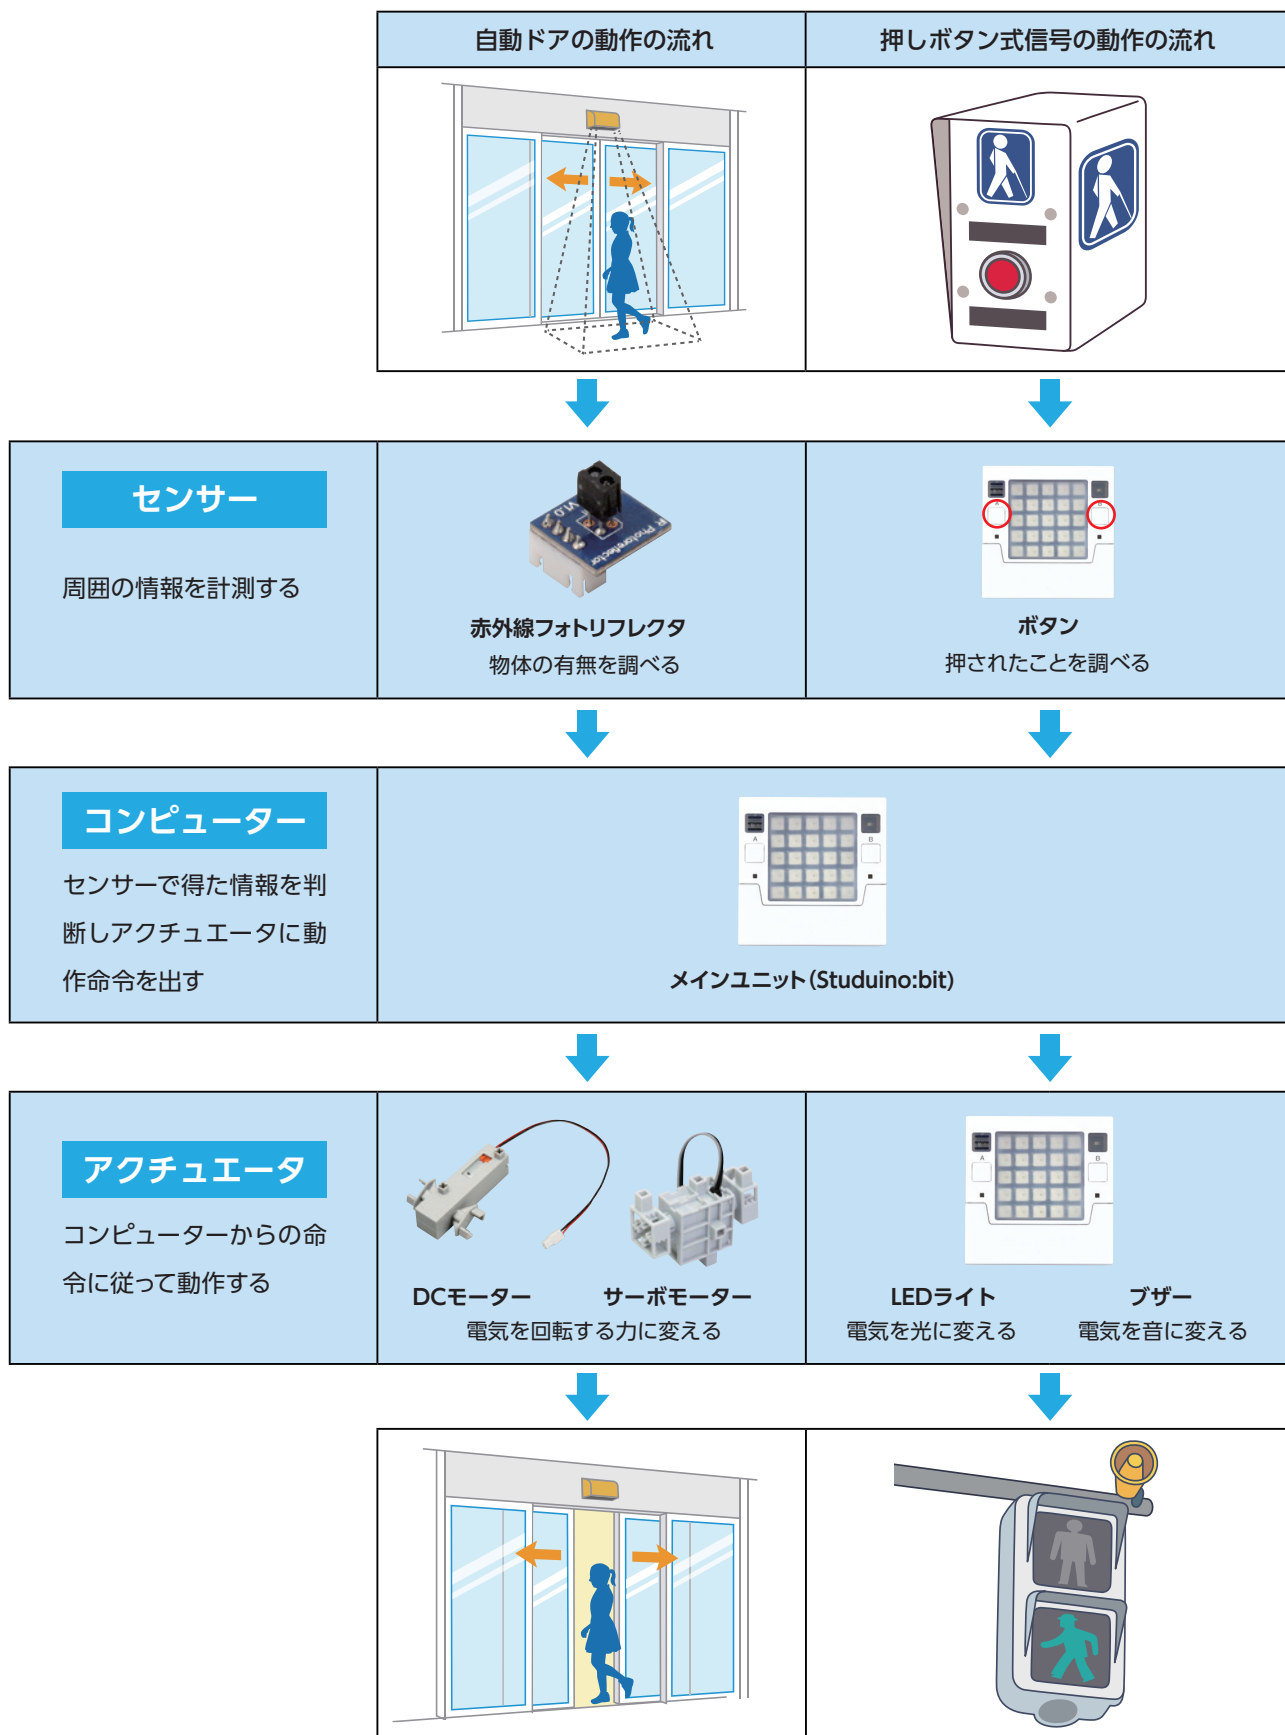 自動ドアの動作の流れ
押しボタン式信号の動作の流れ
センサー
周囲の情報を計測する
V1.0
IR Photoreflector
赤外線フォトリフレクタ
物体の有無を調べる
A
B
ボタン
押されたことを調べる
コンピューター
センサーで得た情報を判
断しアクチュエータに動
作命令を出す
A
B
メインユニット(Studuino:bit)
アクチュエータ
コンピューターからの命
令に従って動作する
DCモーター
サーボモーター
電気を回転する力に変える
A
B
LEDライト
ブザー
電気を光に変える
電気を音に変える